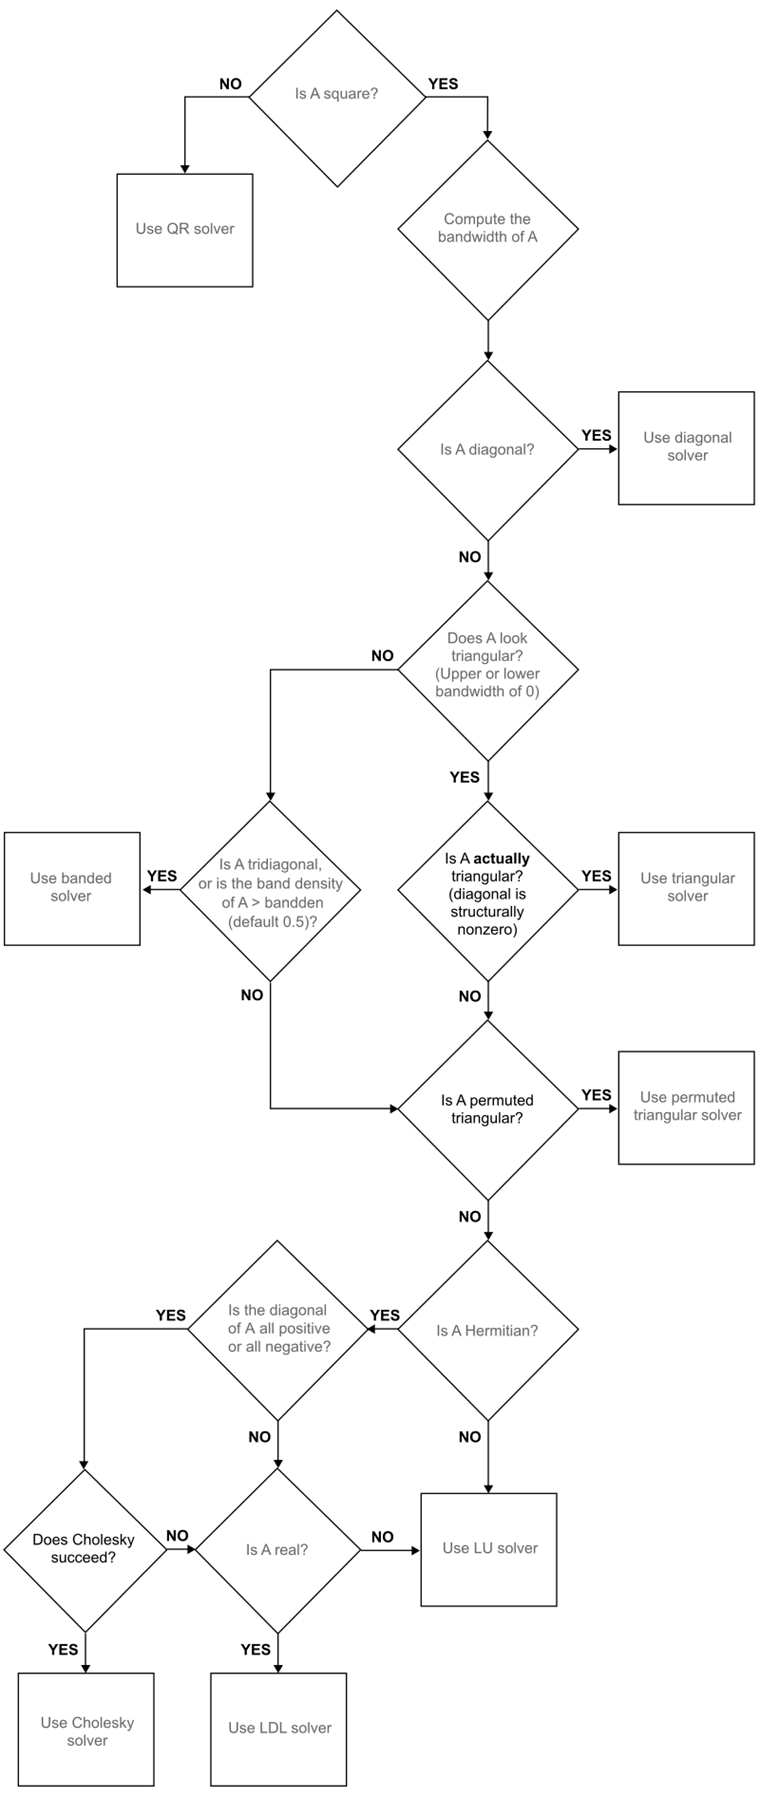 NO
YES
Is A square?
Use QR solver
Compute the
bandwidth of A
Is A diagonal?
YES
Use diagonal
solver
NO
Does A look
triangular?
(Upper or lower
bandwidth of 0)
NO
YES
Use banded
solver
YES
Is A tridiagonal,
or is the band density
of A > bandden
(default 0.5)?
Is A actually
triangular?
(diagonal is
structurally
nonzero)
YES
Use triangular
solver
NO
NO
Is A permuted
triangular?
YES
Use permuted
triangular solver
NO
YES
Is the diagonal
of A all positive
or all negative?
YES
Is A Hermitian?
NO
NO
Does Cholesky
succeed?
NO
Is A real?
NO
Use LU solver
YES
YES
Use Cholesky
solver
Use LDL solver